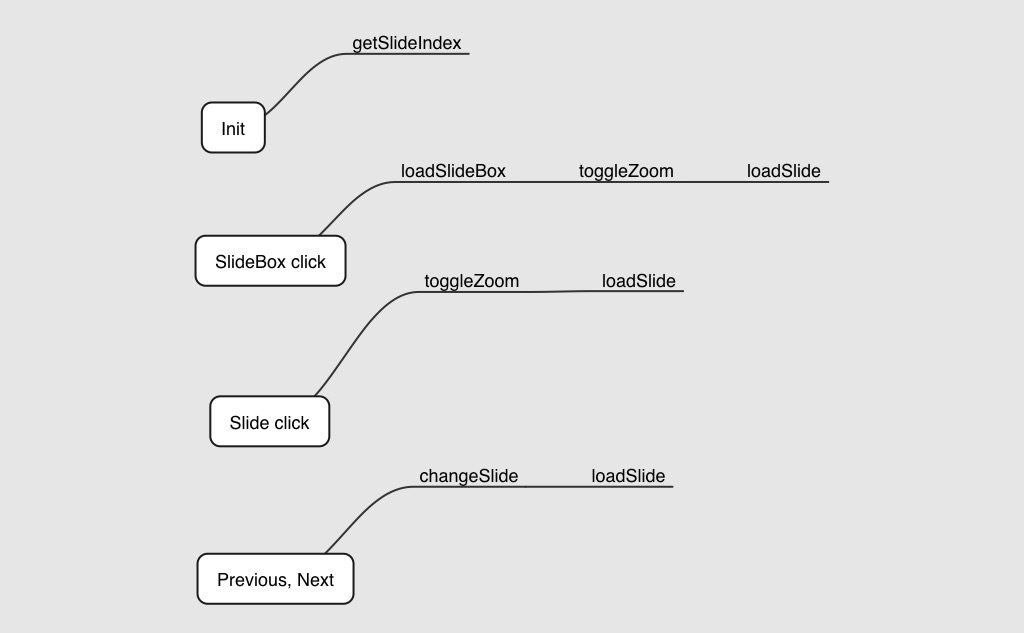 getSlideIndex
Init
loadSlideBox toggleZoom loadSlide
SlideBox click
toggleZoom loadSlide
Slide click
changeSlide loadSlide
Previous, Next